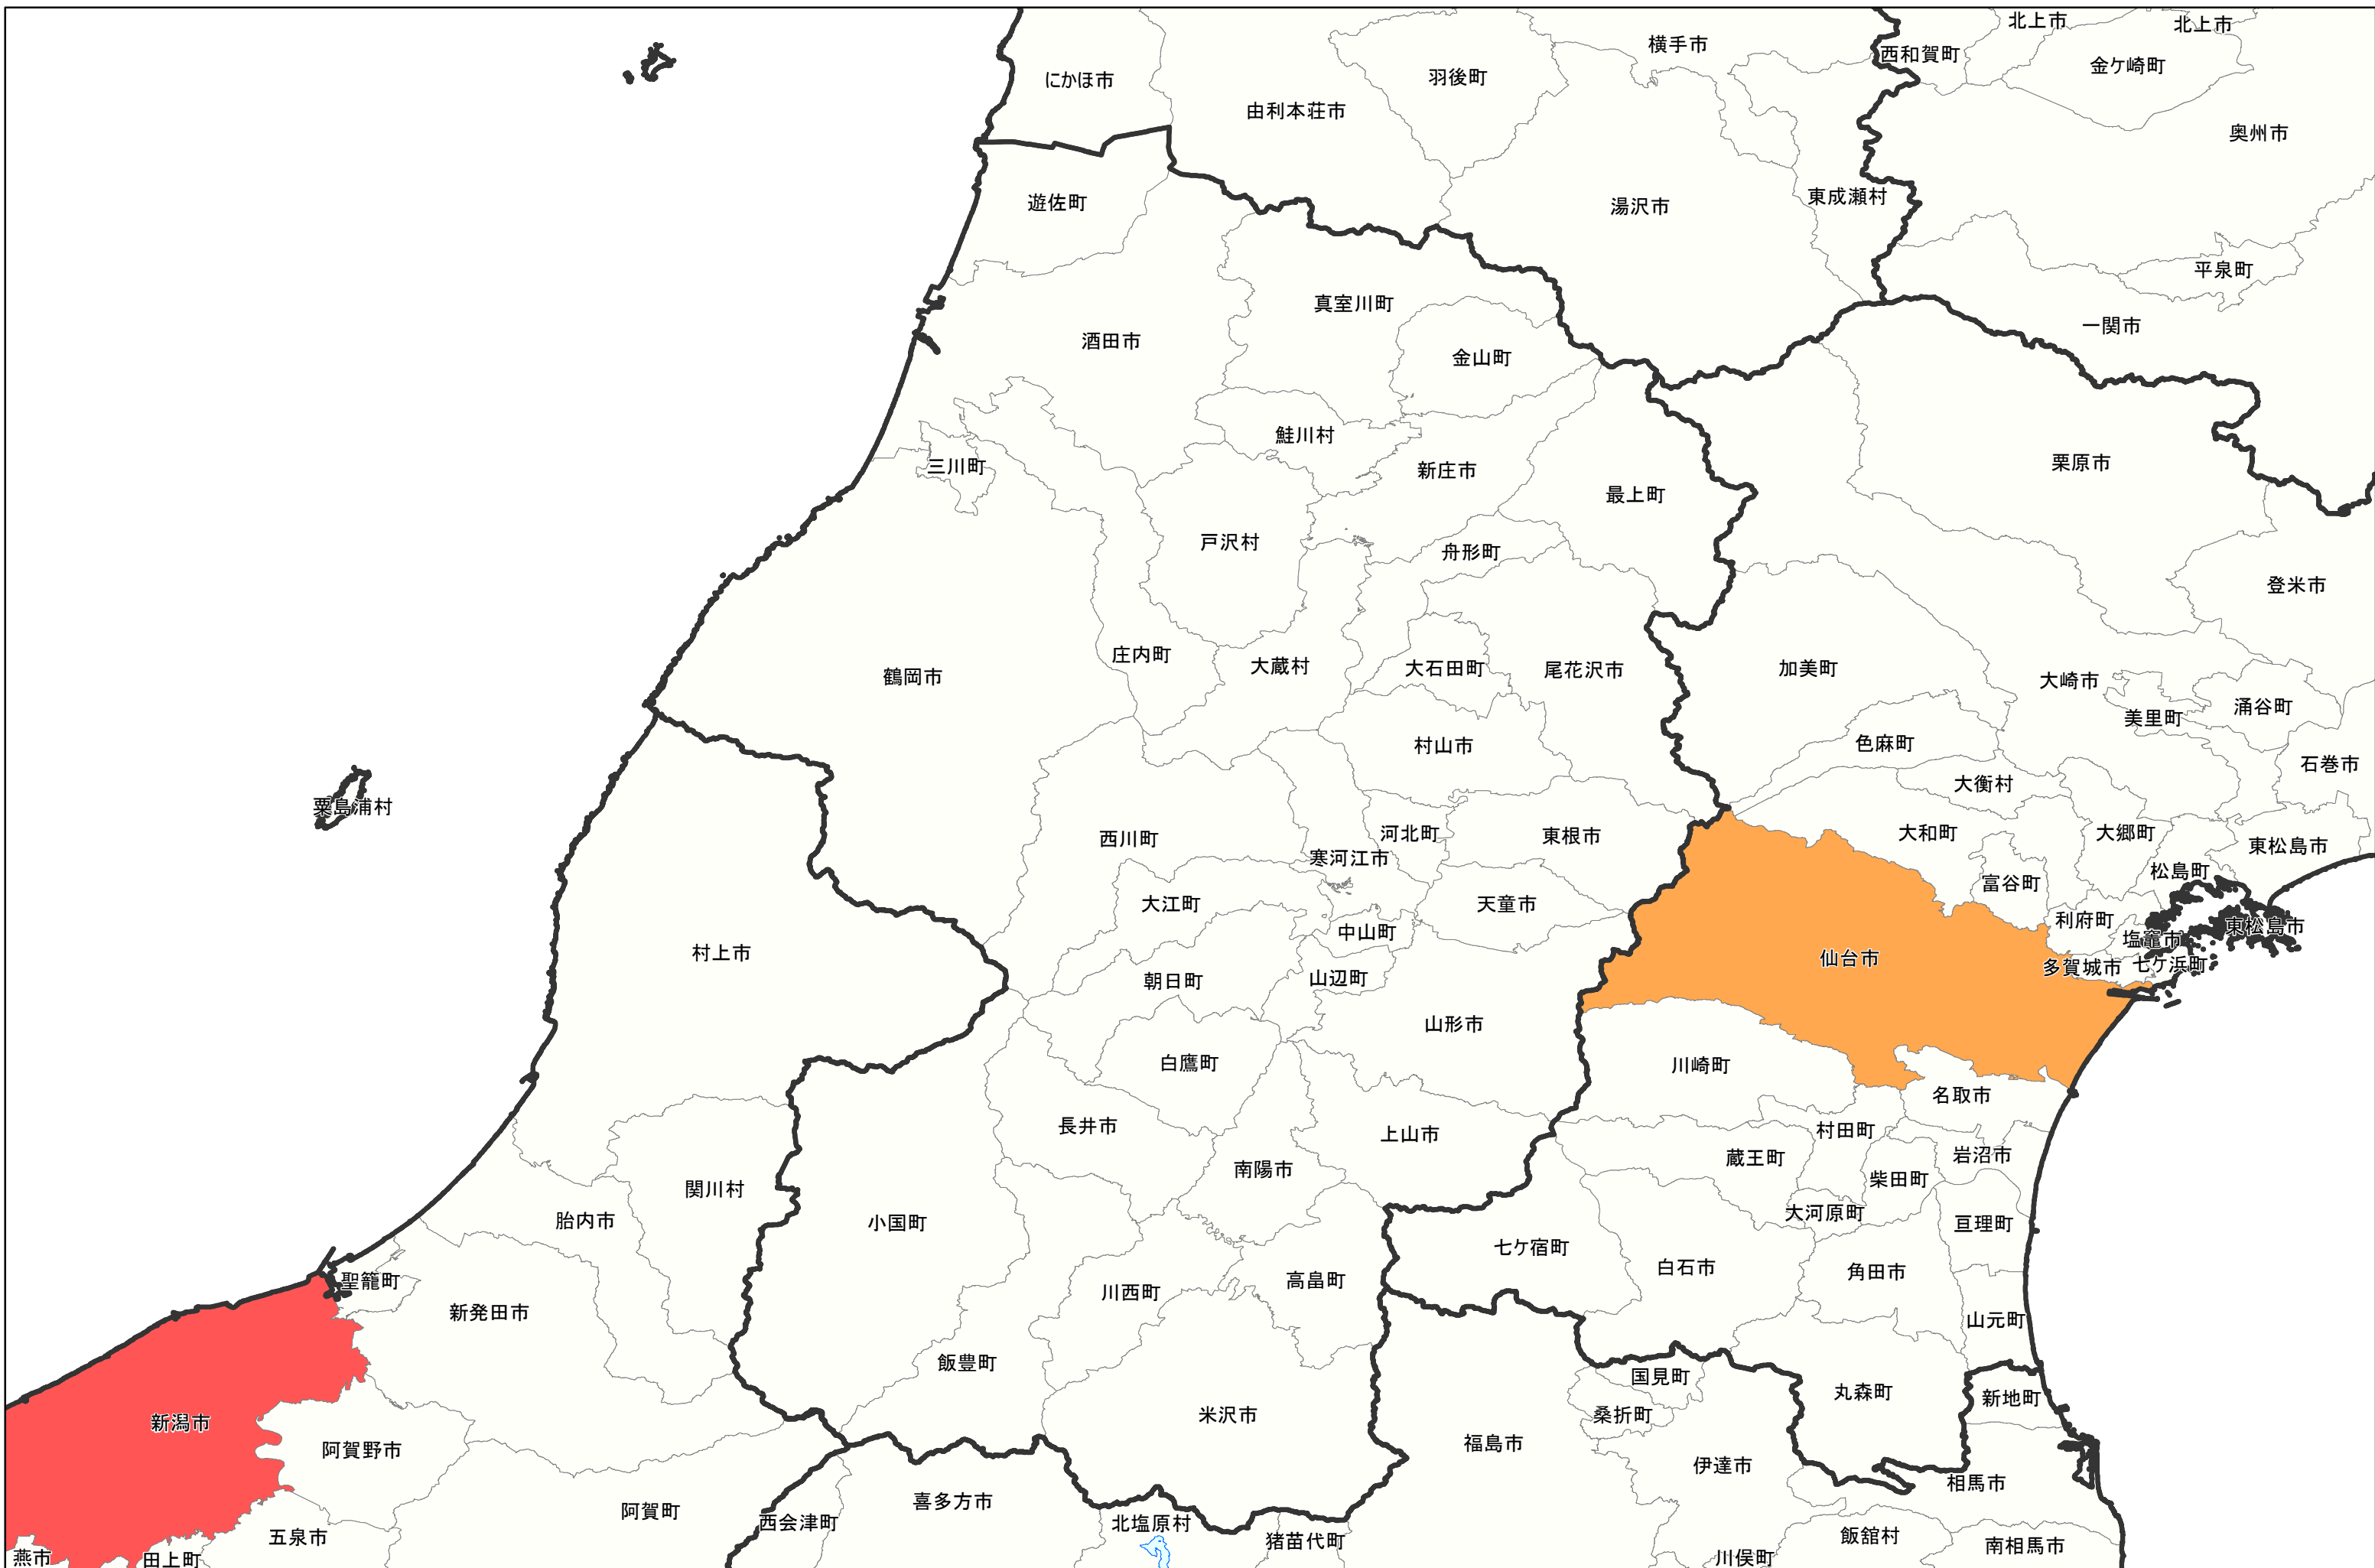 北上市
北上市
横手市
西和賀町
金ケ崎町
にかほ市
羽後町
由利本荘市
奥州市
東成瀬村
遊佐町
湯沢市
平泉町
真室川町
一関市
酒田市
金山町
鮭川村
三川町
新庄市
栗原市
最上町
戸沢村
舟形町
登米市
庄内町
大蔵村
大石田町
尾花沢市
加美町
鶴岡市
大崎市
涌谷町
美里町
村山市
色麻町
石巻市
大衡村
粟島浦村
西川町
河北町
東根市
大和町
大郷町
東松島市
寒河江市
松島町
富谷町
大江町
天童市
利府町
東松島市
中山町
塩竈市
村上市
仙台市
多賀城市
七ケ浜町
朝日町
山辺町
山形市
白鷹町
川崎町
名取市
長井市
上山市
村田町
岩沼市
蔵王町
南陽市
柴田町
関川村
胎内市
小国町
大河原町
亘理町
七ケ宿町
白石市
角田市
聖籠町
高畠町
川西町
新発田市
山元町
飯豊町
国見町
丸森町
新地町
新潟市
米沢市
桑折町
阿賀野市
福島市
伊達市
相馬市
喜多方市
阿賀町
西会津町
北塩原村
五泉市
猪苗代町
飯舘村
南相馬市
燕市
田上町
川俣町